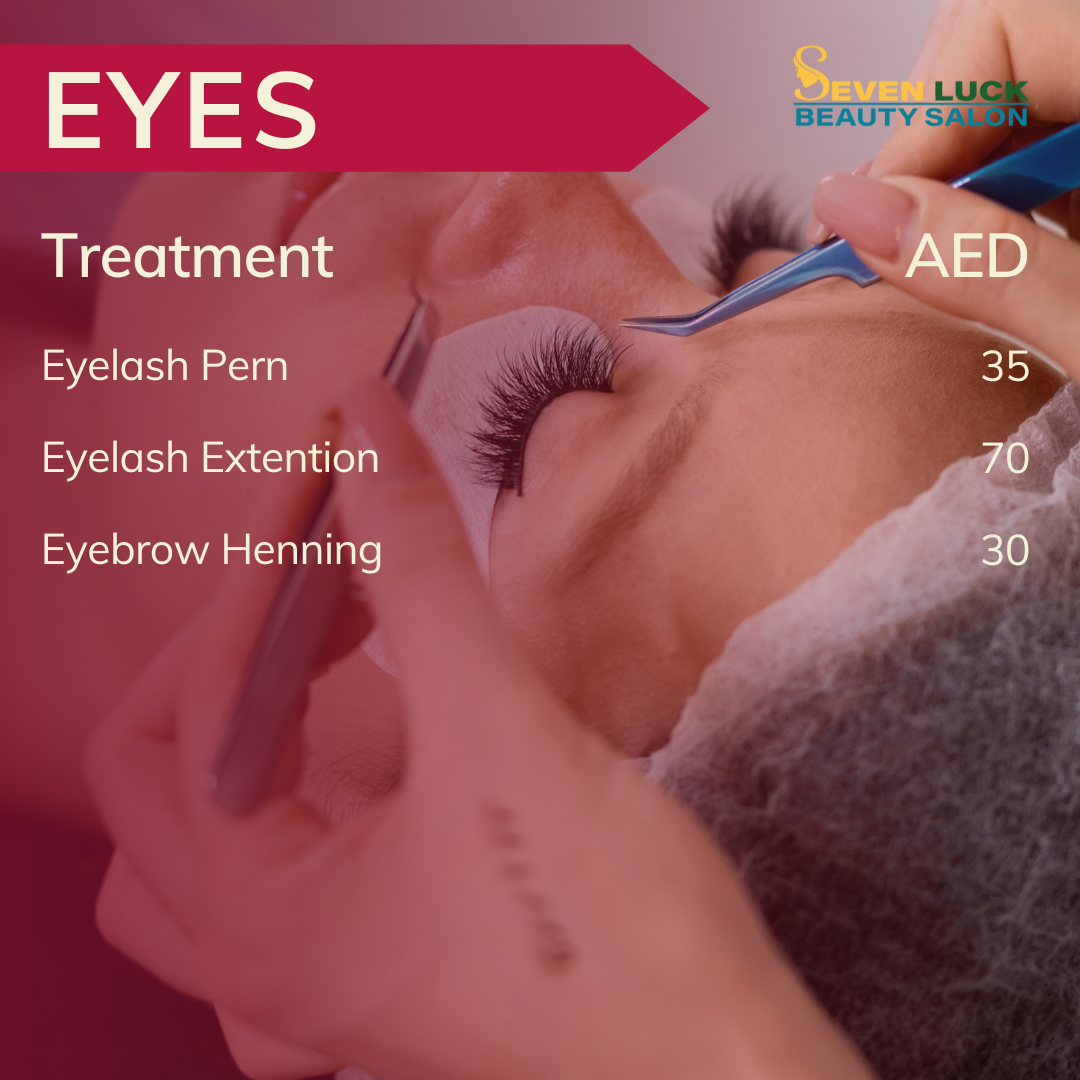 EYES
SEVEN LUCK
BEAUTY SALON
Treatment AED
Eyelash Pern 35
Eyelash Extention 70
Eyebrow Henning 30